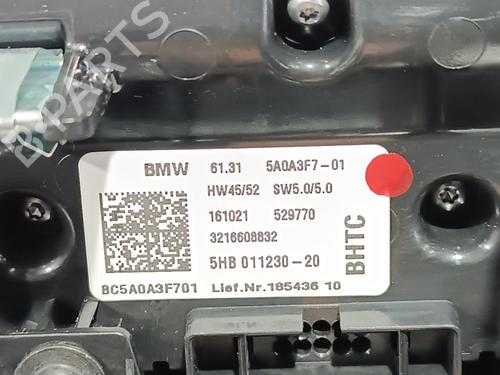 BMW 61.31 5A0A3F7-01
HW45/52 SW5.0/5.0
161021 529770
3216608832
5HB 011230-20
BC5A0A3F701 Lief.Nr.185436 10
BHTC
B-PARTS